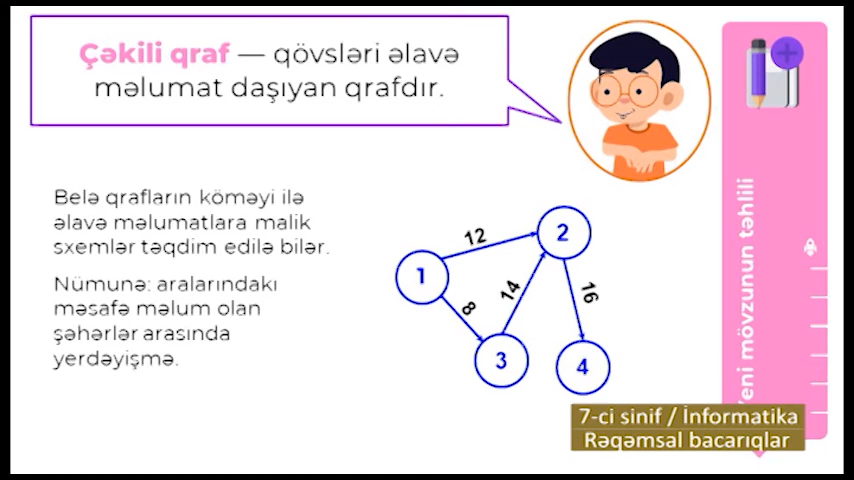 Çəkili qraf — qövsləri əlavə
məlumat daşıyan qrafdır.
Belə qrafların köməyi ilə
əlavə məlumatlara malik
sxemlər təqdim edilə bilər.
Nümunə: aralarındakı
məsafə məlum olan
şəhərlər arasında
yerdəyişmə.
12
2
1
14
16
8
3
4
Yeni mövzunun təhlili
7-ci sinif / İnformatika
Rəqəmsal bacarıqlar